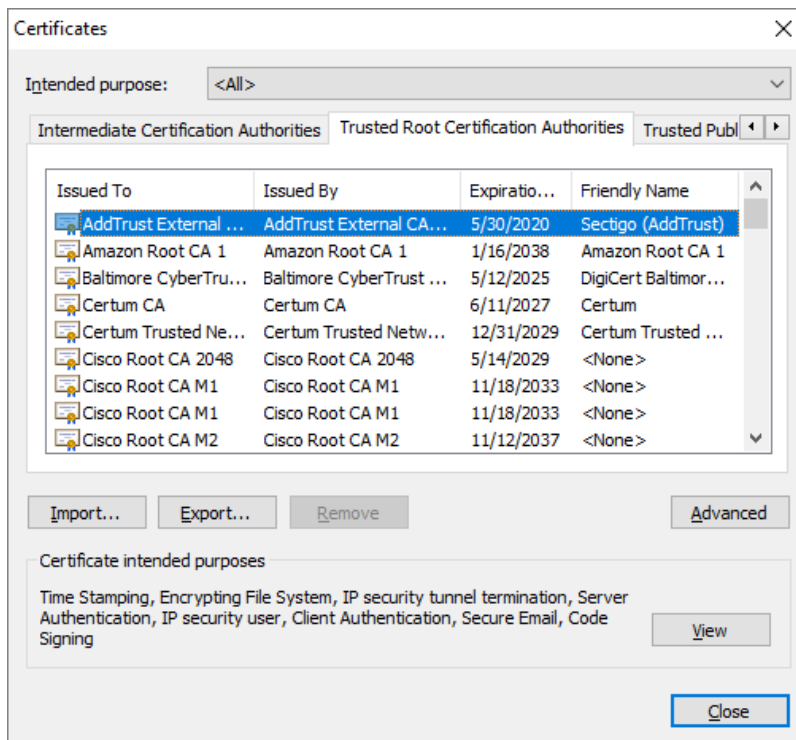 Certificates
Intended purpose: <All>
Intermediate Certification Authorities Trusted Root Certification Authorities Trusted Publ
Issued To Issued By Expiratio... Friendly Name
AddTrust External ... AddTrust External CA... 5/30/2020 Sectigo (AddTrust)
Amazon Root CA 1 Amazon Root CA 1 1/16/2038 Amazon Root CA 1
Baltimore CyberTru... Baltimore CyberTrust ... 5/12/2025 DigiCert Baltimor...
Certum CA Certum CA 6/11/2027 Certum
Certum Trusted Ne... Certum Trusted Netw... 12/31/2029 Certum Trusted ...
Cisco Root CA 2048 Cisco Root CA 2048 5/14/2029 <None>
Cisco Root CA M1 Cisco Root CA M1 11/18/2033 <None>
Cisco Root CA M1 Cisco Root CA M1 11/18/2033 <None>
Cisco Root CA M2 Cisco Root CA M2 11/12/2037 <None>
Import... Export... Remove Advanced
Certificate intended purposes
Time Stamping, Encrypting File System, IP security tunnel termination, Server
Authentication, IP security user, Client Authentication, Secure Email, Code
Signing
View
Close